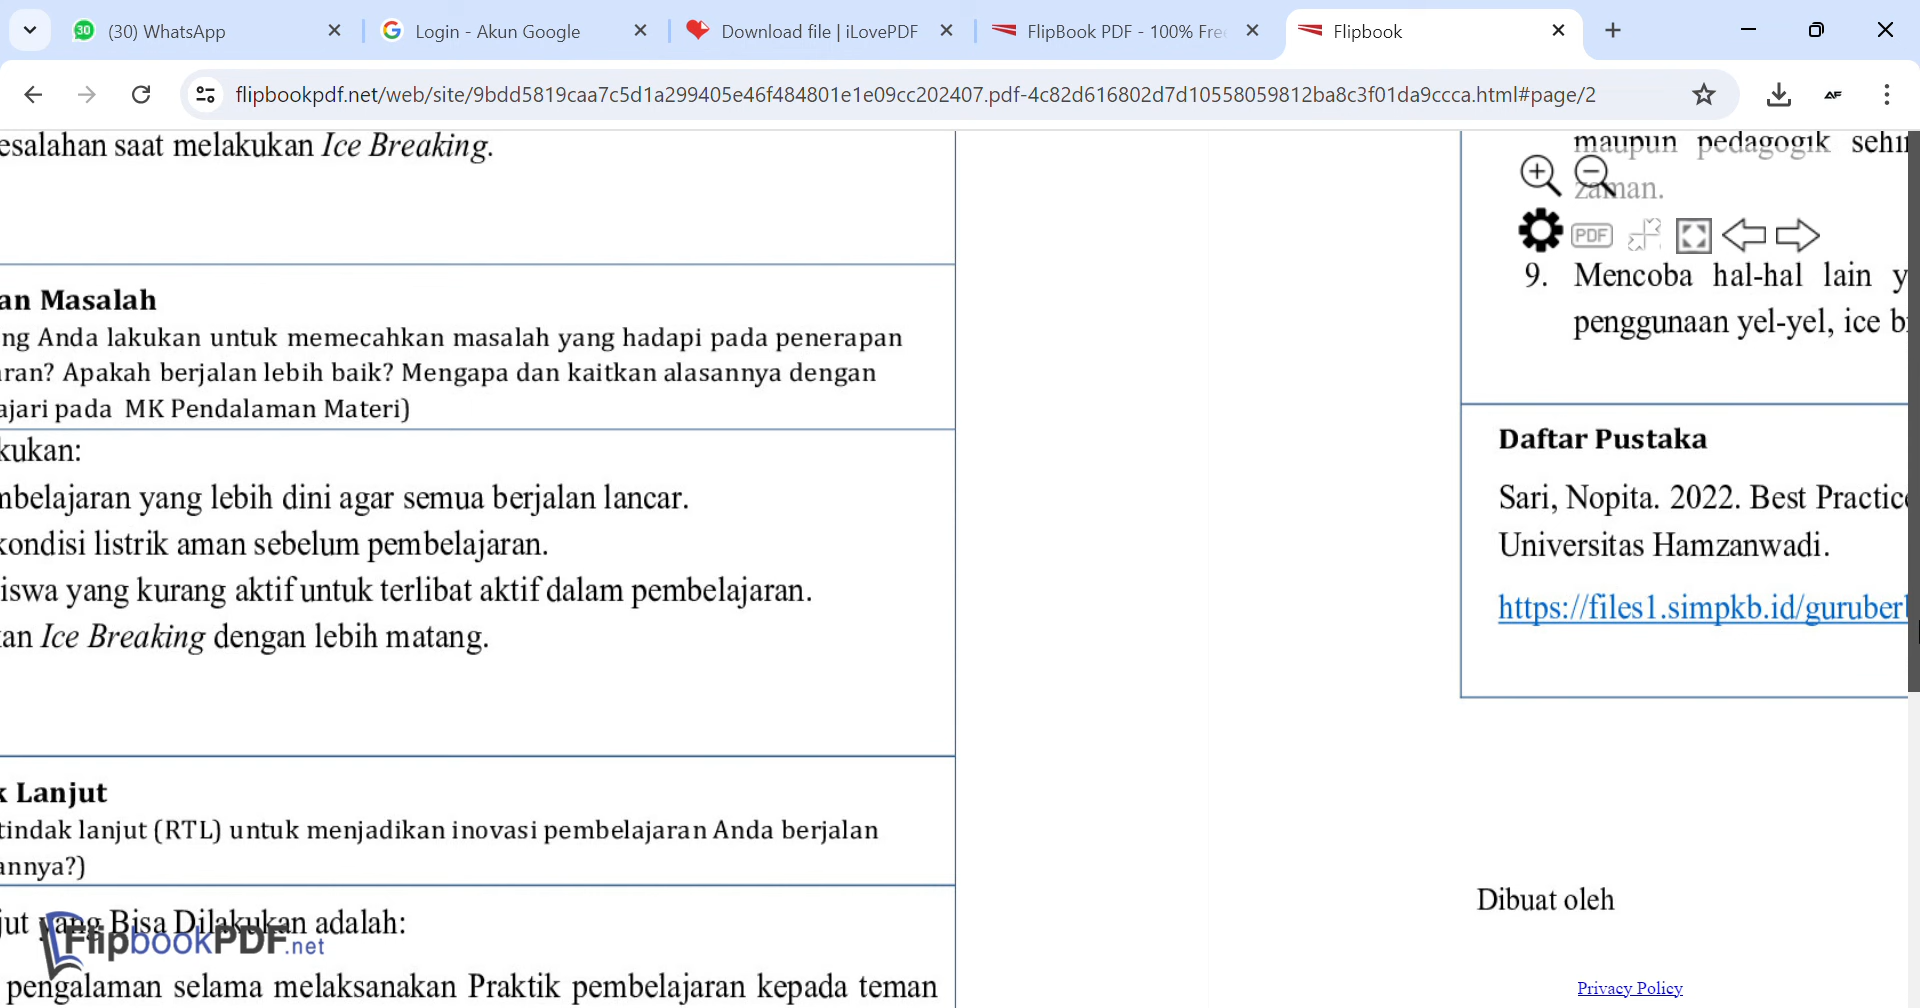 (30) WhatsApp
Login - Akun Google
Download file | iLovePDF
FlipBook PDF - 100% Free
Flipbook
flipbookpdf.net/web/site/9bdd5819caa7c5d1a299405e46f484801e1e09cc202407.pdf-4c82d616802d7d10558059812ba8c3f01da9ccca.html#page/2
esalahan saat melakukan Ice Breaking.
an Masalah
ng Anda lakukan untuk memecahkan masalah yang hadapi pada penerapan
ran? Apakah berjalan lebih baik? Mengapa dan kaitkan alasannya dengan
ajari pada MK Pendalaman Materi)
kukan:
mbelajaran yang lebih dini agar semua berjalan lancar.
kondisi listrik aman sebelum pembelajaran.
iswa yang kurang aktif untuk terlibat aktif dalam pembelajaran.
an Ice Breaking dengan lebih matang.
k Lanjut
tindak lanjut (RTL) untuk menjadikan inovasi pembelajaran Anda berjalan
annya?)
jut yang Bisa Dilakukan adalah:
FlipbookPDF.net
pengalaman selama melaksanakan Praktik pembelajaran kepada teman
maupun pedagogik
zaman.
PDF
9. Mencoba hal-hal lain y
penggunaan yel-yel, ice b
Daftar Pustaka
Sari, Nopita. 2022. Best Practic
Universitas Hamzanwadi.
https://files1.simpkb.id/guruber
Dibuat oleh
Privacy Policy